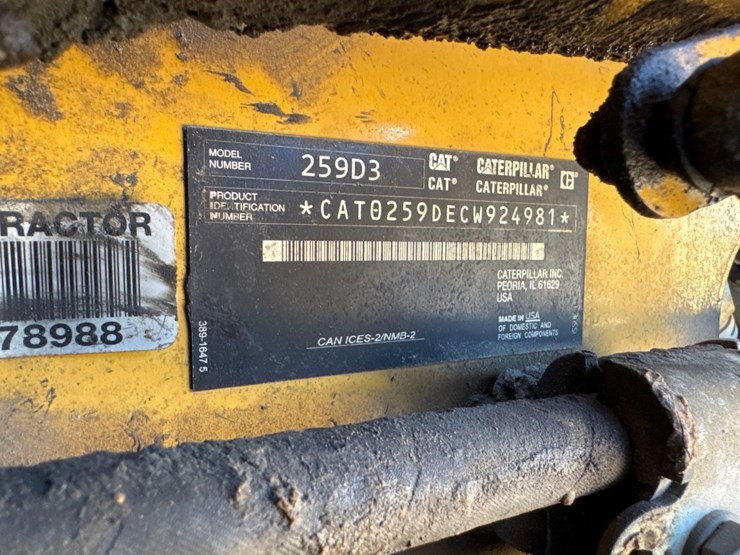 MODEL
NUMBER
259D3
CAT®
CATERPILLAR®
CAT®
CATERPILLAR®
C
PRODUCT
IDENTIFICATION
NUMBER
*CAT0259DECW924981*
CATERPILLAR INC.
PEORIA, IL 61629
USA
MADE IN USA
OF DOMESTIC AND
FOREIGN COMPONENTS
CAN ICES-2/NMB-2
389-1647 5
RACTOR
78988